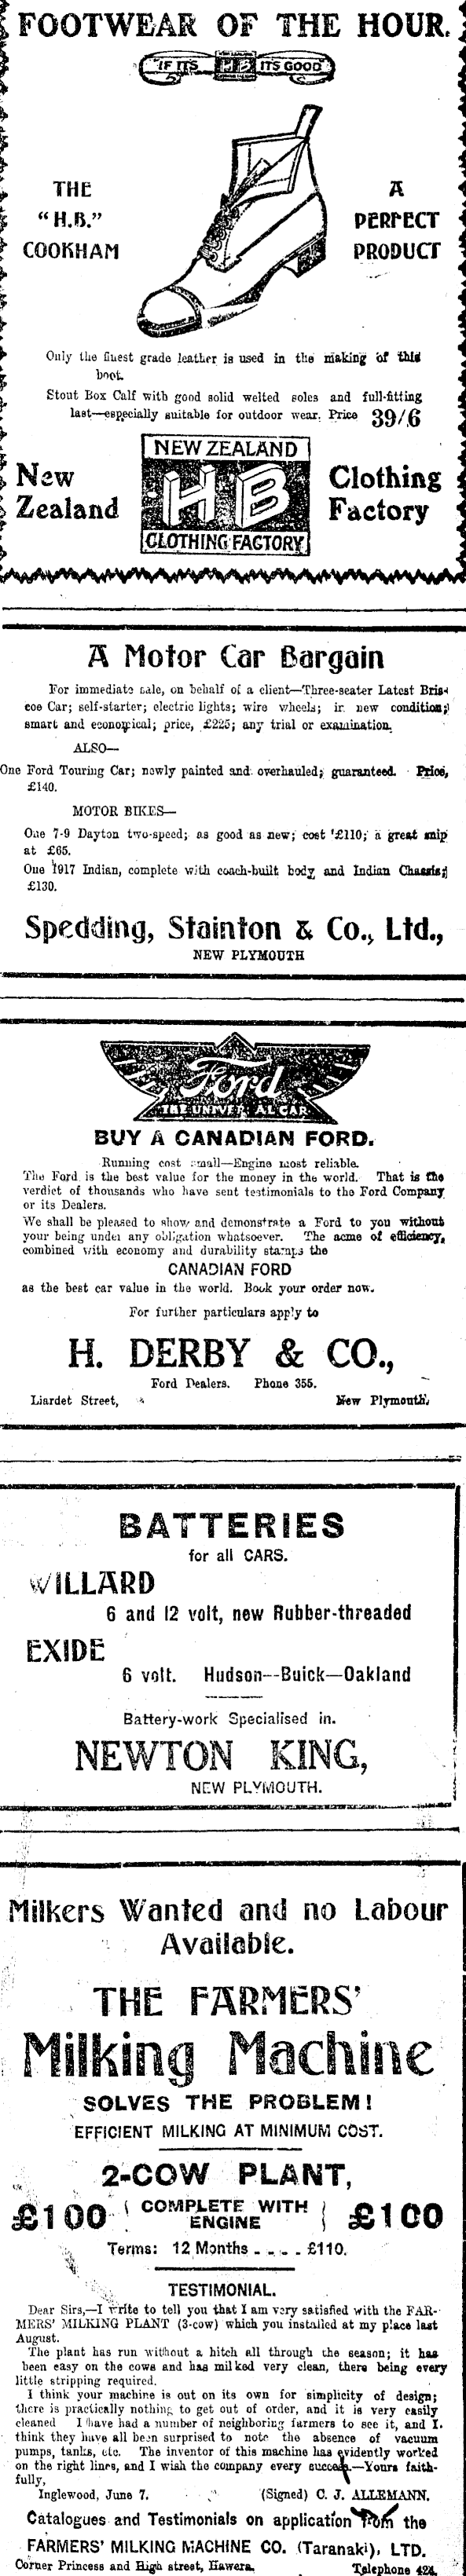 FOOTWEAR OF THE HOUR.
IF ITS HB ITS GOOD
THE
"H.B."
COOKHAM
A
PERFECT
PRODUCT
Only the finest grade leather is used in the making of this
boot.
Stout Box Calf with good solid welted soles and full-fitting
last—especially suitable for outdoor wear. Price 39/6
New
Zealand
NEW ZEALAND
HB
CLOTHING FACTORY
Clothing
Factory
A Motor Car Bargain
For immediate sale, on behalf of a client—Three-seater Latest Bris-
coe Car; self-starter; electric lights; wire wheels; in new condition;
smart and economical; price, £225; any trial or examination.
ALSO—
One Ford Touring Car; newly painted and overhauled; guaranteed. Price,
£140.
MOTOR BIKES—
One 7-9 Dayton two-speed; as good as new; cost £110; a great snip
at £65.
One 1917 Indian, complete with coach-built body and Indian Chassis;
£130.
Spedding, Stainton & Co., Ltd.,
NEW PLYMOUTH
Ford
THE UNIVERSAL CAR
BUY A CANADIAN FORD.
Running cost small—Engine most reliable.
The Ford is the best value for the money in the world. That is the
verdict of thousands who have sent testimonials to the Ford Company
or its Dealers.
We shall be pleased to show and demonstrate a Ford to you without
your being under any obligation whatsoever. The acme of efficiency,
combined with economy and durability stamps the
CANADIAN FORD
as the best car value in the world. Book your order now.
For further particulars apply to
H. DERBY & CO.,
Ford Dealers. Phone 355.
Liardet Street, New Plymouth.
BATTERIES
for all CARS.
WILLARD
6 and 12 volt, new Rubber-threaded
EXIDE
6 volt. Hudson—Buick—Oakland
Battery-work Specialised in.
NEWTON KING,
NEW PLYMOUTH.
Milkers Wanted and no Labour
Available.
THE FARMERS'
Milking Machine
SOLVES THE PROBLEM!
EFFICIENT MILKING AT MINIMUM COST.
2-COW PLANT,
£100 { COMPLETE WITH ENGINE } £100
Terms: 12 Months . . . . £110.
TESTIMONIAL.
Dear Sirs,—I write to tell you that I am very satisfied with the FAR-
MERS' MILKING PLANT (3-cow) which you installed at my place last
August.
The plant has run without a hitch all through the season; it has
been easy on the cows and has milked very clean, there being every
little stripping required.
I think your machine is out on its own for simplicity of design;
there is practically nothing to get out of order, and it is very easily
cleaned I have had a number of neighboring farmers to see it, and I
think they have all been surprised to note the absence of vacuum
pumps, tanks, etc. The inventor of this machine has evidently worked
on the right lines, and I wish the company every success.—Yours faith-
fully,
Inglewood, June 7. (Signed) C. J. ALLEMANN.
Catalogues and Testimonials on application from the
FARMERS' MILKING MACHINE CO. (Taranaki), LTD.
Corner Princess and High street, Hawera. Telephone 424.